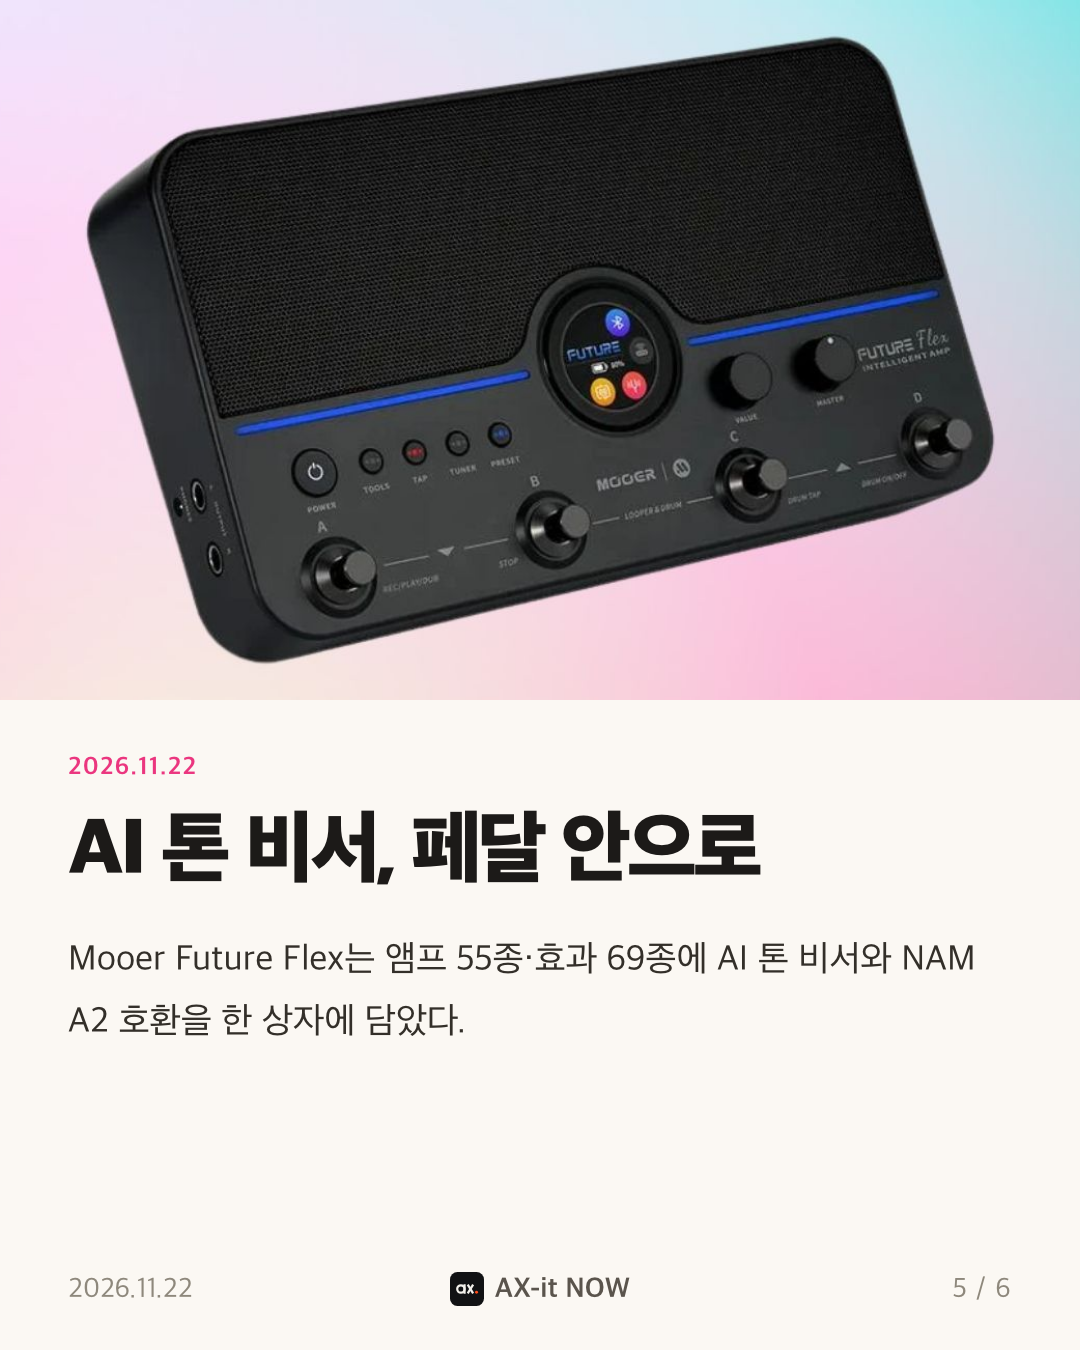 FUTURE
80%
FUTURE Flex
INTELLIGENT AMP
VALUE
MASTER
POWER
TOOLS
TAP
TUNER
PRESET
MOOER
A
B
C
D
REC/PLAY/DUB
STOP
LOOPER & DRUM
DRUM TAP
DRUM ON/OFF
2026.11.22
AI 톤 비서, 페달 안으로
Mooer Future Flex는 앰프 55종·효과 69종에 AI 톤 비서와 NAM
A2 호환을 한 상자에 담았다.
2026.11.22
ax.
AX-it NOW
5 / 6